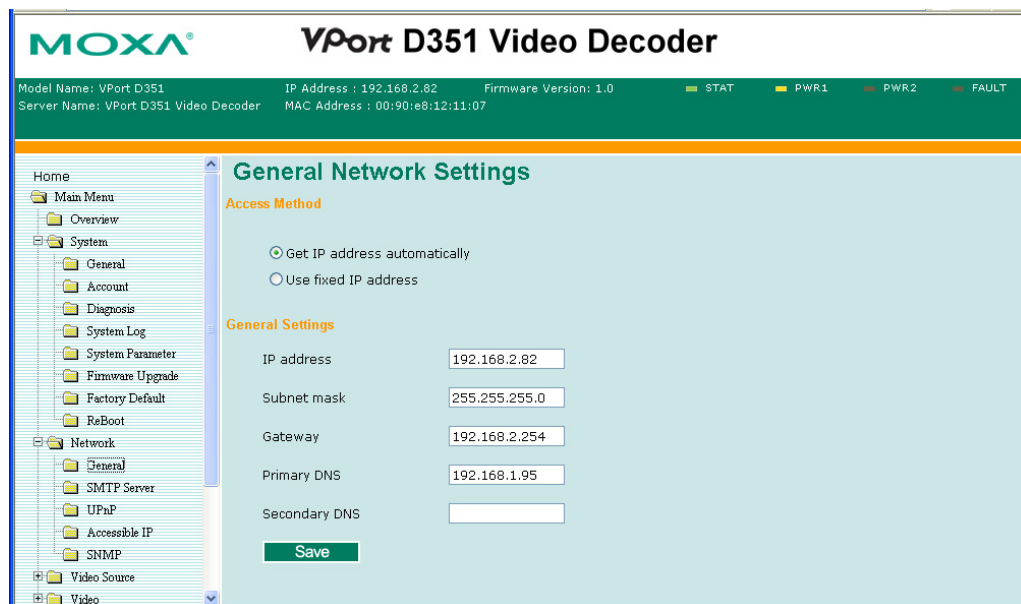 MOXA®
VPort D351 Video Decoder
Model Name: VPort D351
IP Address : 192.168.2.82
Firmware Version: 1.0
STAT
PWR1
PWR2
FAULT
Server Name: VPort D351 Video Decoder
MAC Address : 00:90:e8:12:11:07
Home
Main Menu
Overview
System
General
Account
Diagnosis
System Log
System Parameter
Firmware Upgrade
Factory Default
ReBoot
Network
General
SMTP Server
UPnP
Accessible IP
SNMP
Video Source
Video
General Network Settings
Access Method
Get IP address automatically
Use fixed IP address
General Settings
IP address 192.168.2.82
Subnet mask 255.255.255.0
Gateway 192.168.2.254
Primary DNS 192.168.1.95
Secondary DNS
Save